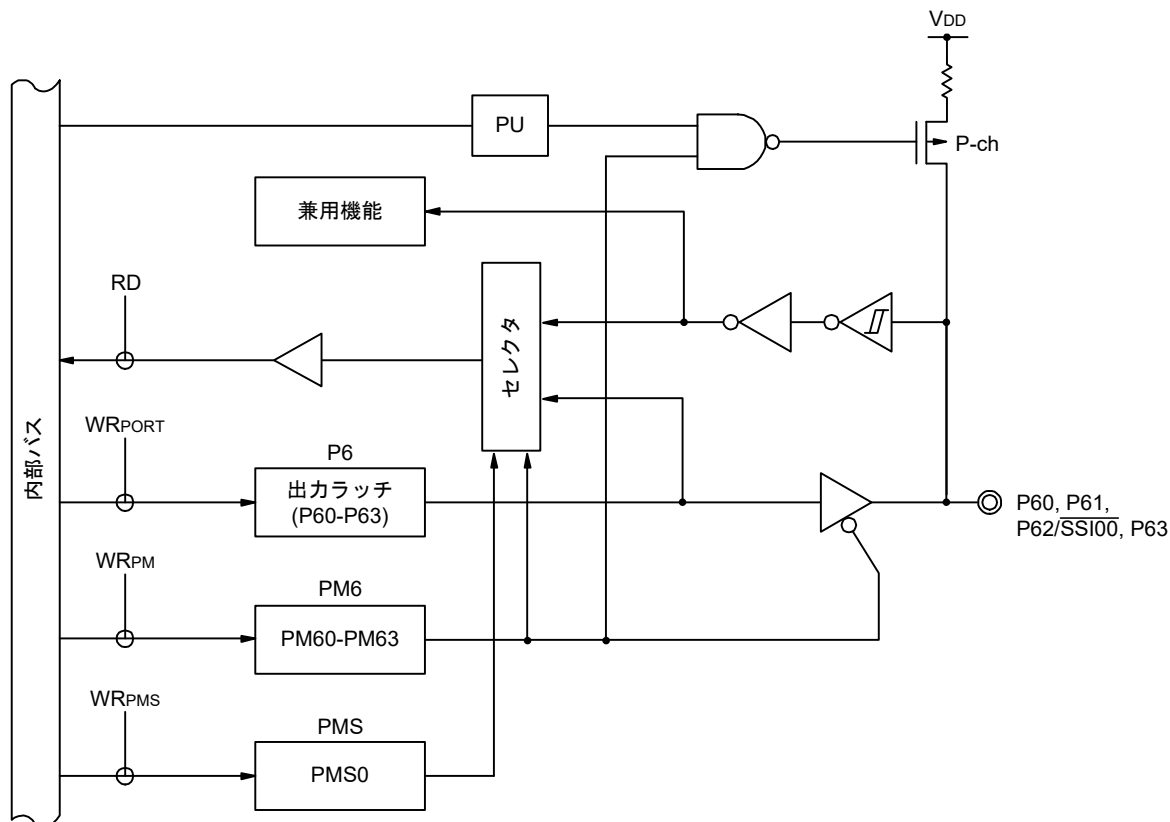 VDD
PU
P-ch
兼用機能
RD
セレクタ
WRPORT
内部バス
P6
出力ラッチ
(P60-P63)
P60, P61,
P62/SSI00, P63
WRPM
PM6
PM60-PM63
WRPMS
PMS
PMS0